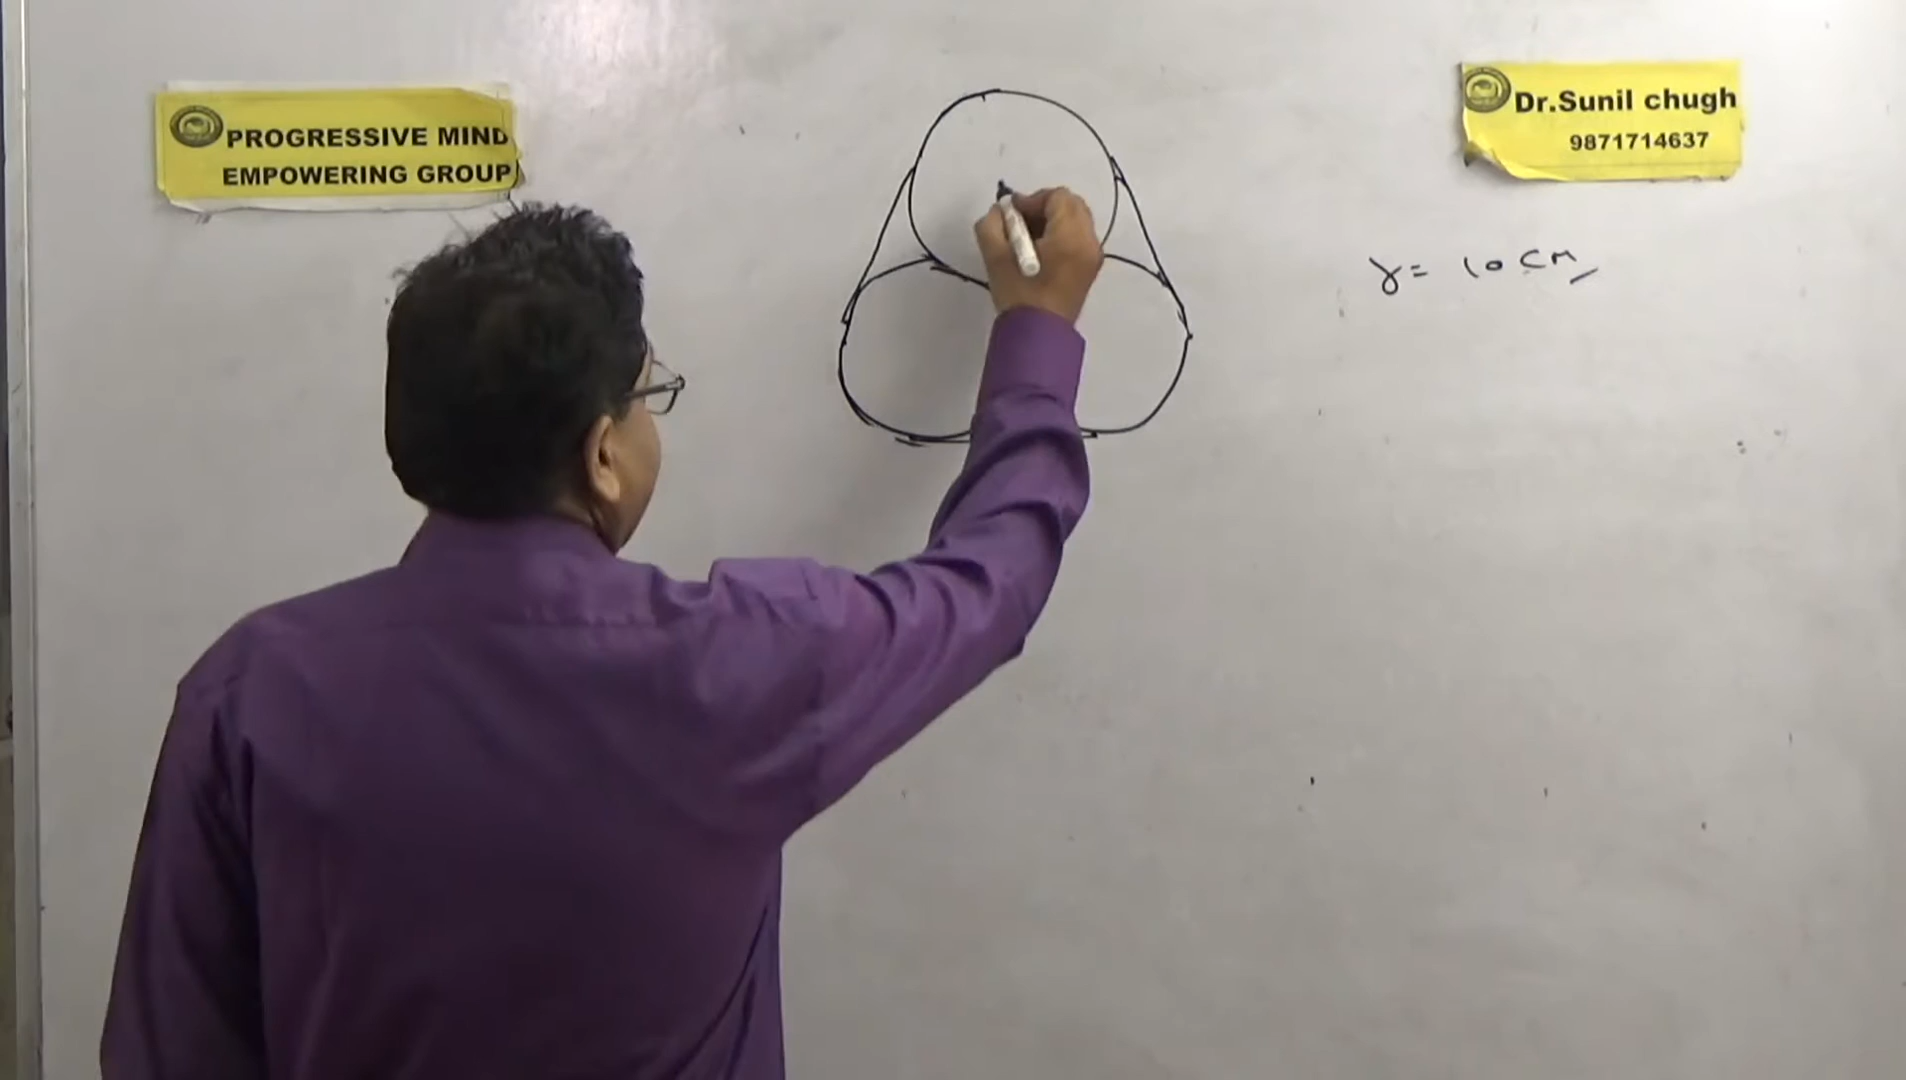 PROGRESSIVE MIND
EMPOWERING GROUP
Dr.Sunil chugh
9871714637
r = 10 CM